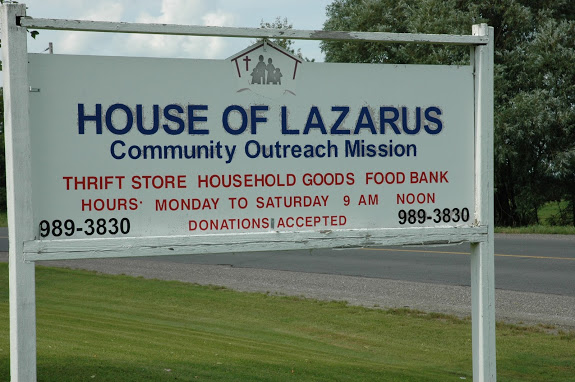 HOUSE OF LAZARUS
Community Outreach Mission
THRIFT STORE HOUSEHOLD GOODS FOOD BANK
HOURS: MONDAY TO SATURDAY 9 AM NOON
989-3830 DONATIONS ACCEPTED 989-3830